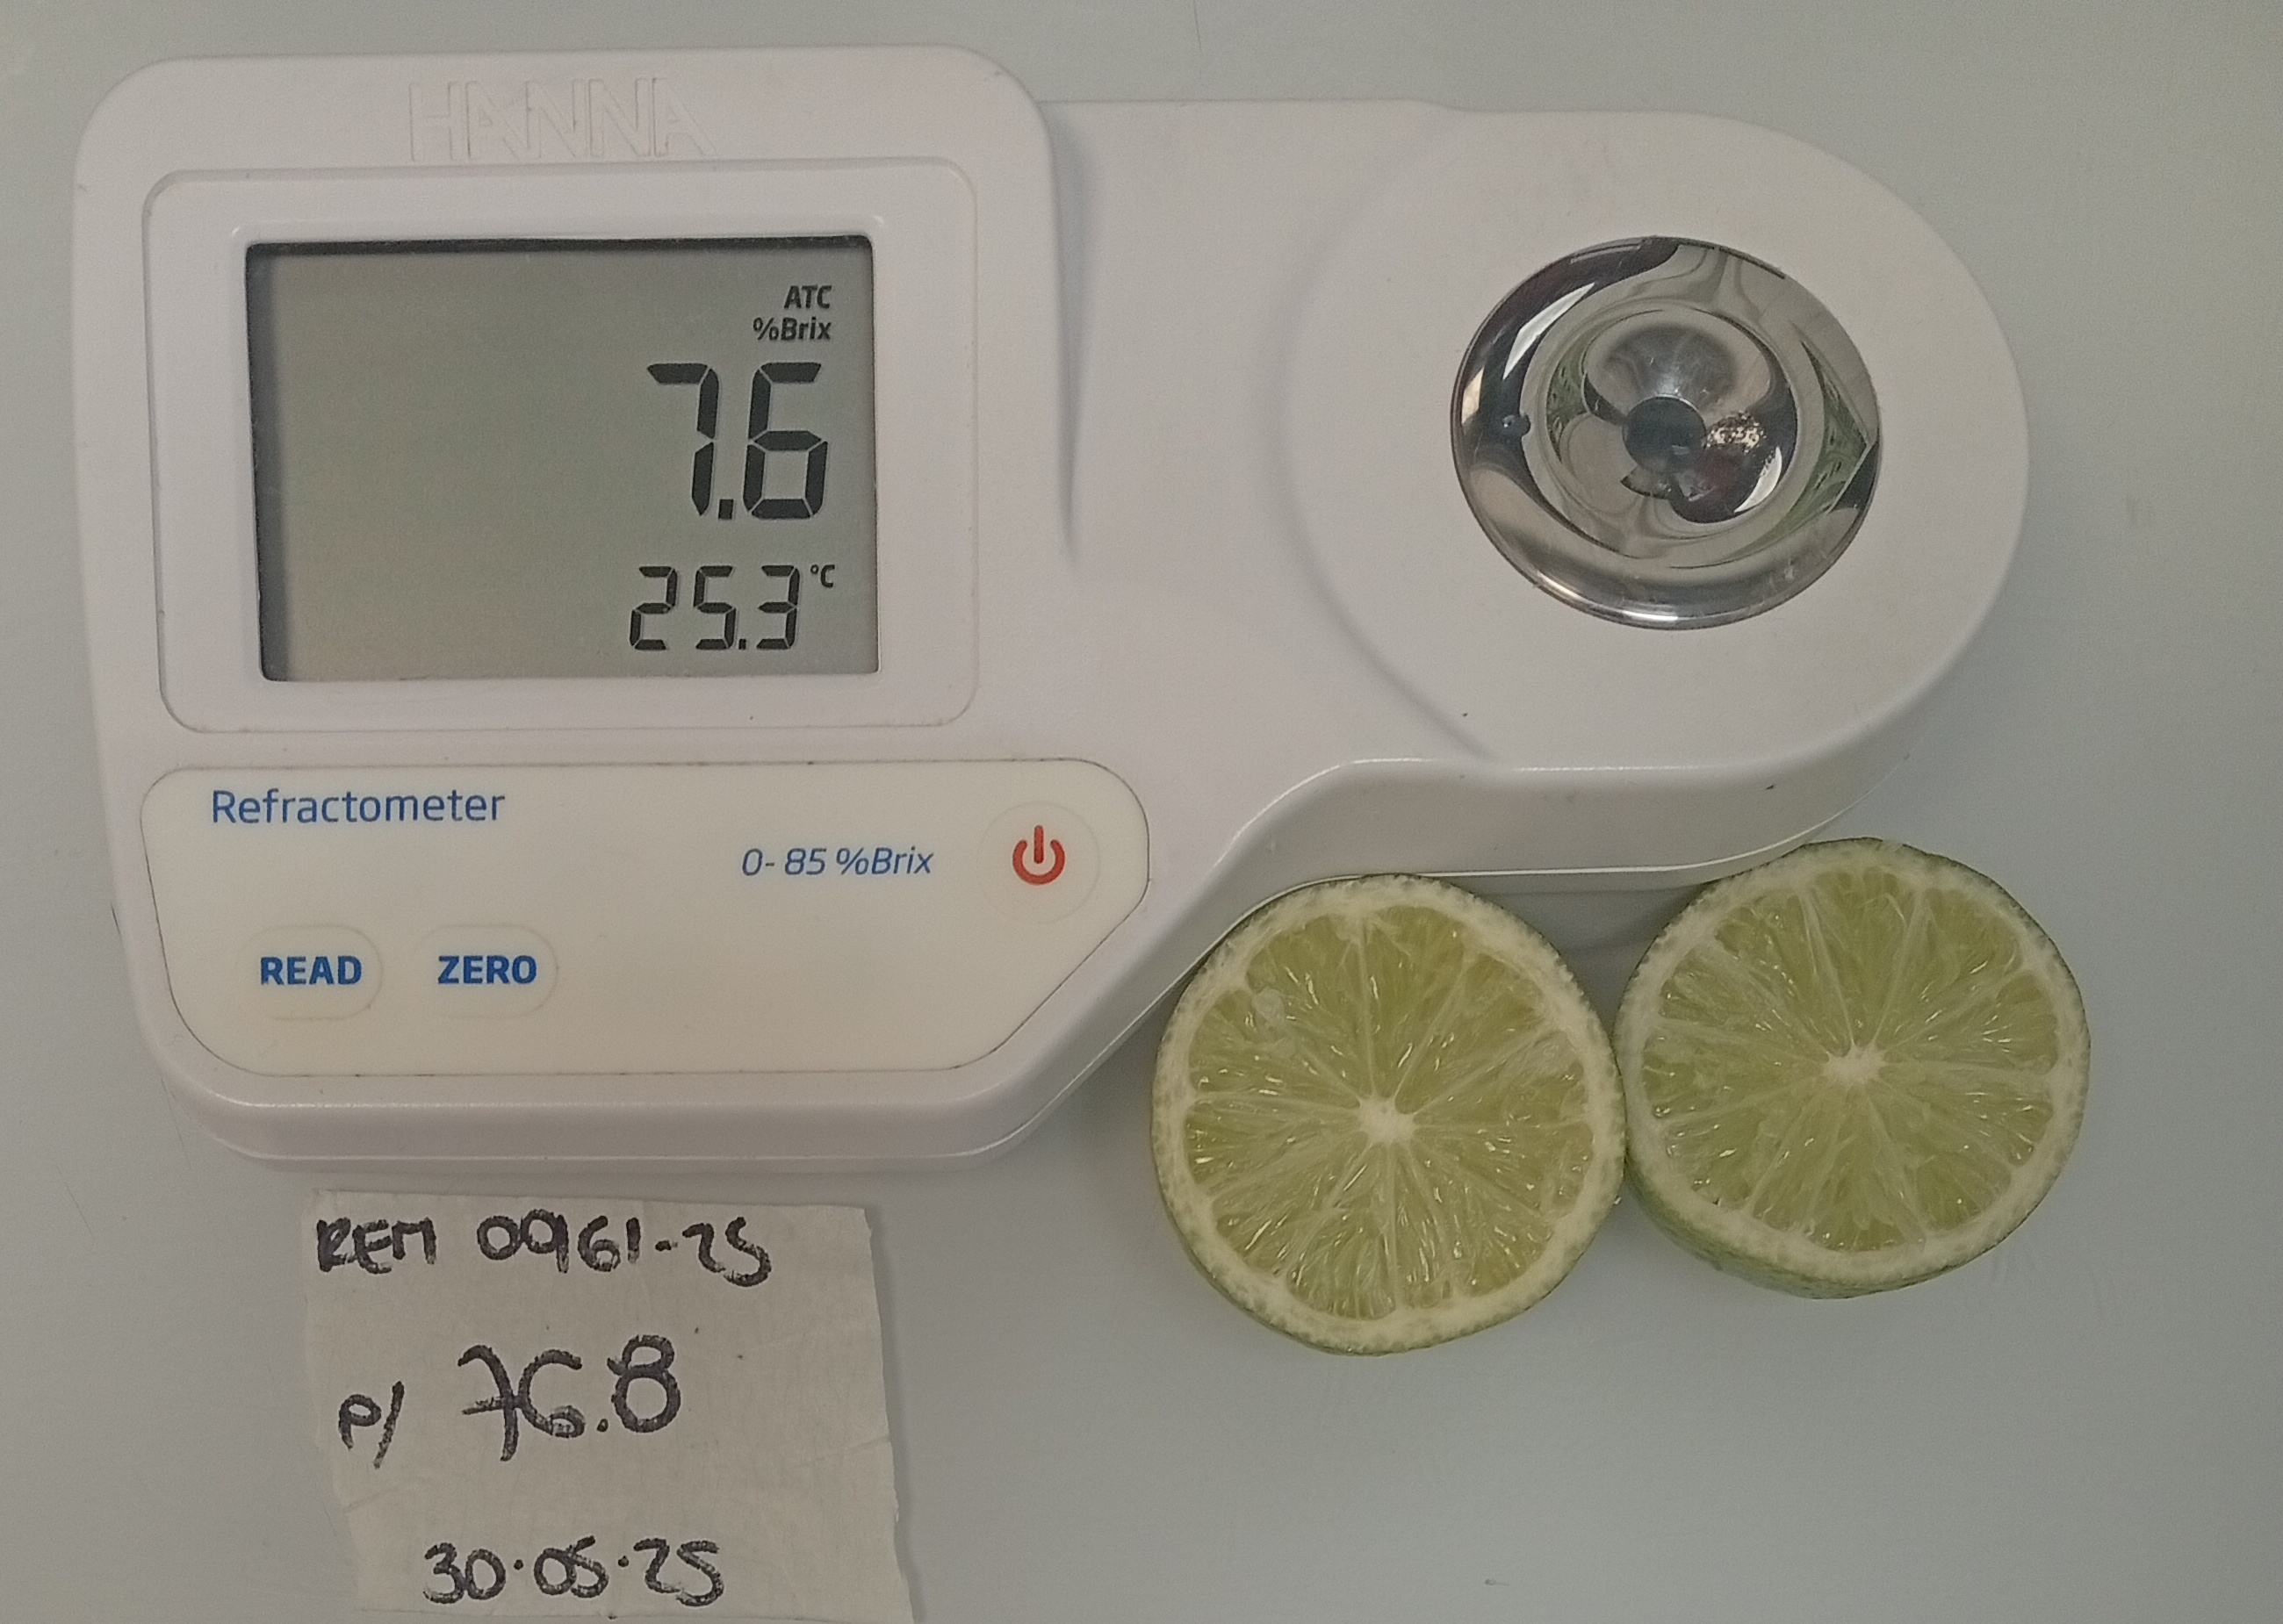 HANNA
ATC
%Brix
7.6
25.3 °C
Refractometer
0-85 %Brix
READ ZERO
REM 0961-25
P/ 76.8
30.05.25